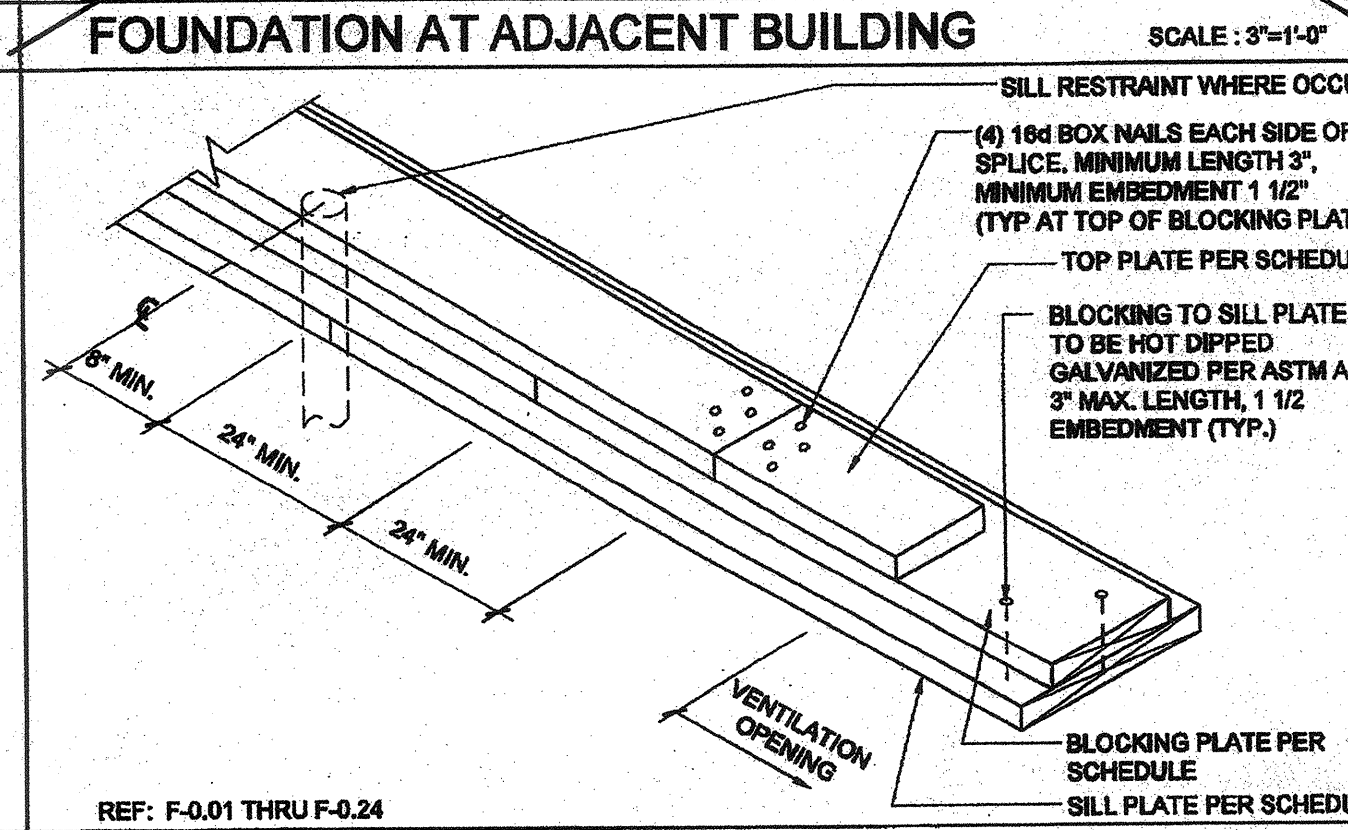 FOUNDATION AT ADJACENT BUILDING
SCALE : 3"=1'-0"
SILL RESTRAINT WHERE OCCU
(4) 16d BOX NAILS EACH SIDE OF
SPLICE. MINIMUM LENGTH 3",
MINIMUM EMBEDMENT 1 1/2"
(TYP AT TOP OF BLOCKING PLAT
TOP PLATE PER SCHEDU
BLOCKING TO SILL PLATE
TO BE HOT DIPPED
GALVANIZED PER ASTM A
3" MAX. LENGTH, 1 1/2
EMBEDMENT (TYP.)
℄
8" MIN.
24" MIN.
24" MIN.
VENTILATION
OPENING
BLOCKING PLATE PER
SCHEDULE
SILL PLATE PER SCHEDU
REF: F-0.01 THRU F-0.24